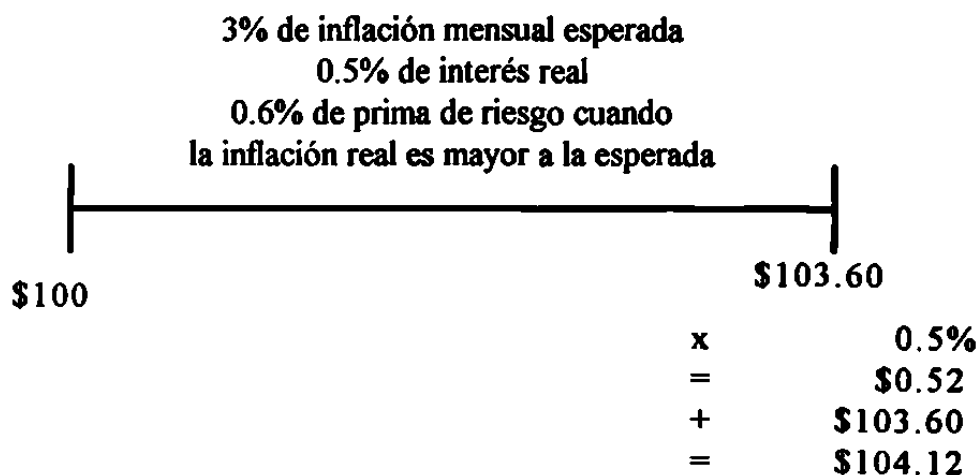 3% de inflación mensual esperada
0.5% de interés real
0.6% de prima de riesgo cuando
la inflación real es mayor a la esperada
$100
$103.60
x 0.5%
= $0.52
+ $103.60
= $104.12